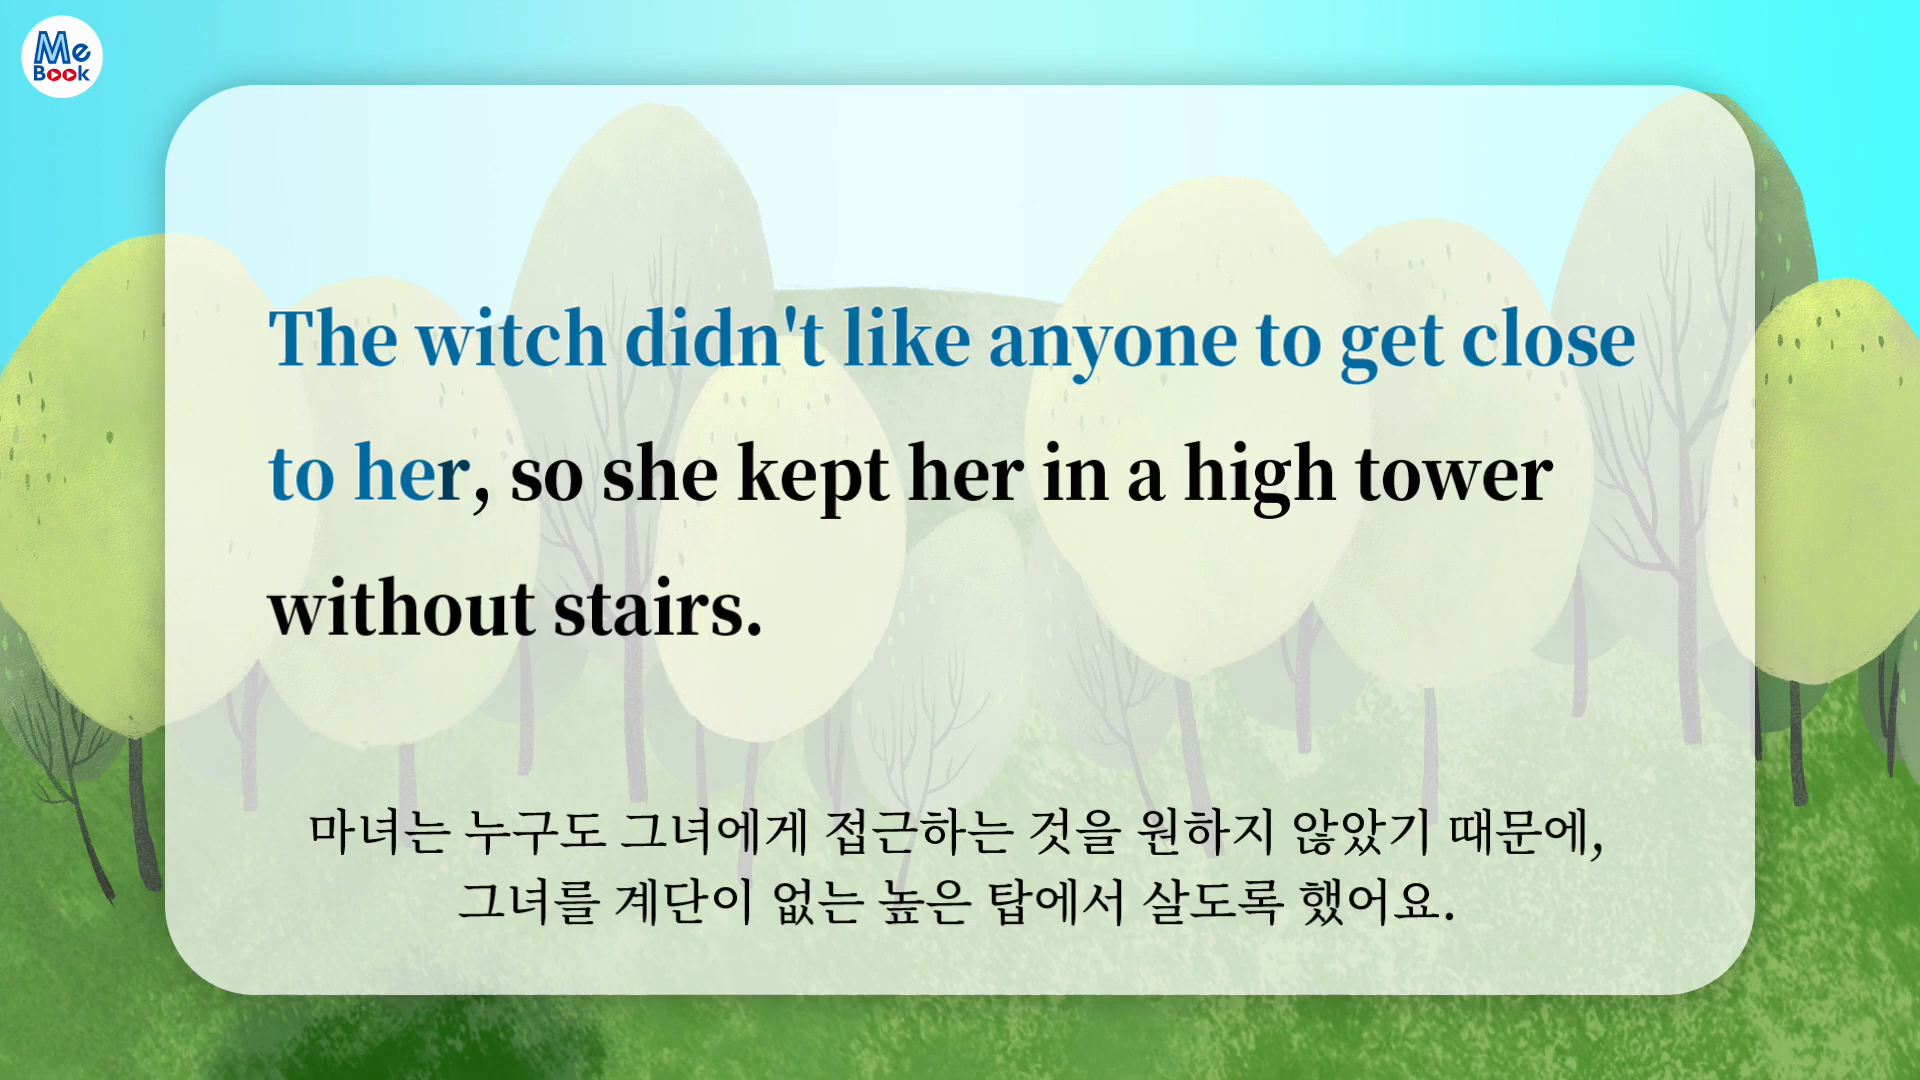 Me
Book
The witch didn't like anyone to get close
to her, so she kept her in a high tower
without stairs.
마녀는 누구도 그녀에게 접근하는 것을 원하지 않았기 때문에,
그녀를 계단이 없는 높은 탑에서 살도록 했어요.